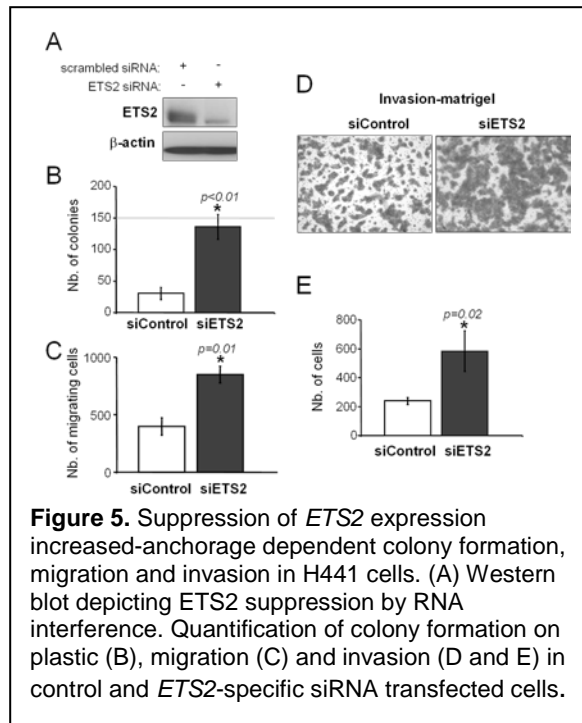 A
scrambled siRNA: + -
ETS2 siRNA: - +
ETS2
β-actin
B
Nb. of colonies
200
150
100
50
0
p<0.01
*
siControl siETS2
C
Nb. of migrating cells
1000
500
0
p=0.01
*
siControl siETS2
D
Invasion-matrigel
siControl siETS2
E
Nb. of cells
800
600
400
200
0
p=0.02
*
siControl siETS2
Figure 5. Suppression of ETS2 expression
increased-anchorage dependent colony formation,
migration and invasion in H441 cells. (A) Western
blot depicting ETS2 suppression by RNA
interference. Quantification of colony formation on
plastic (B), migration (C) and invasion (D and E) in
control and ETS2-specific siRNA transfected cells.